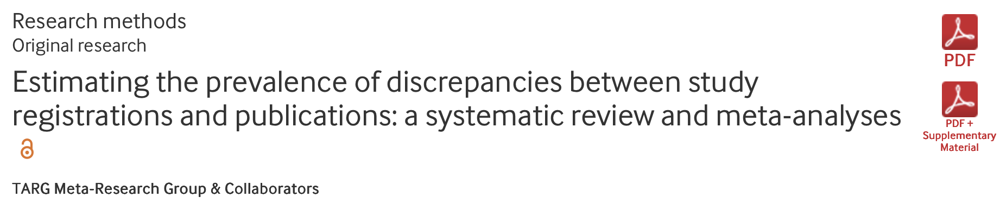 Research methods
Original research
Estimating the prevalence of discrepancies between study
registrations and publications: a systematic review and meta-analyses
TARG Meta-Research Group & Collaborators
PDF
PDF +
Supplementary
Material